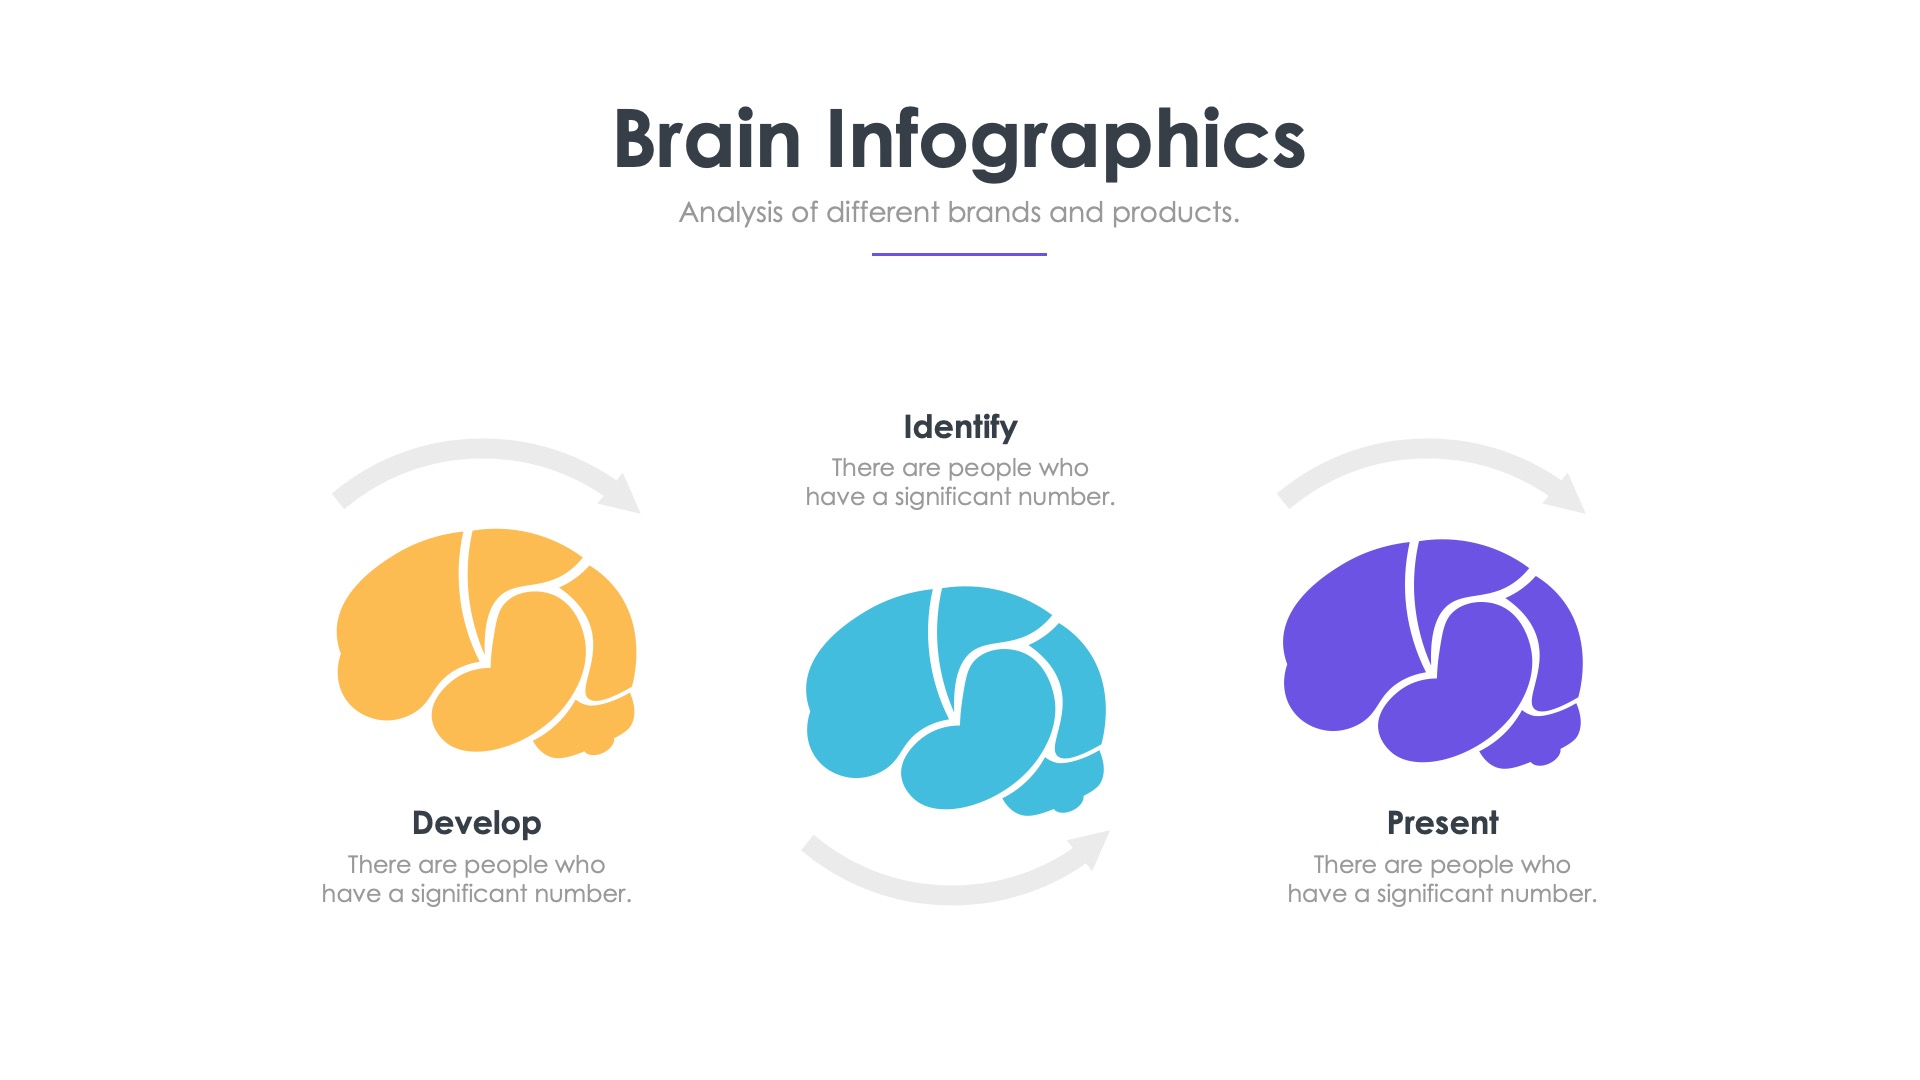 Brain Infographics
Analysis of different brands and products.
Identify
There are people who
have a significant number.
Develop
There are people who
have a significant number.
Present
There are people who
have a significant number.